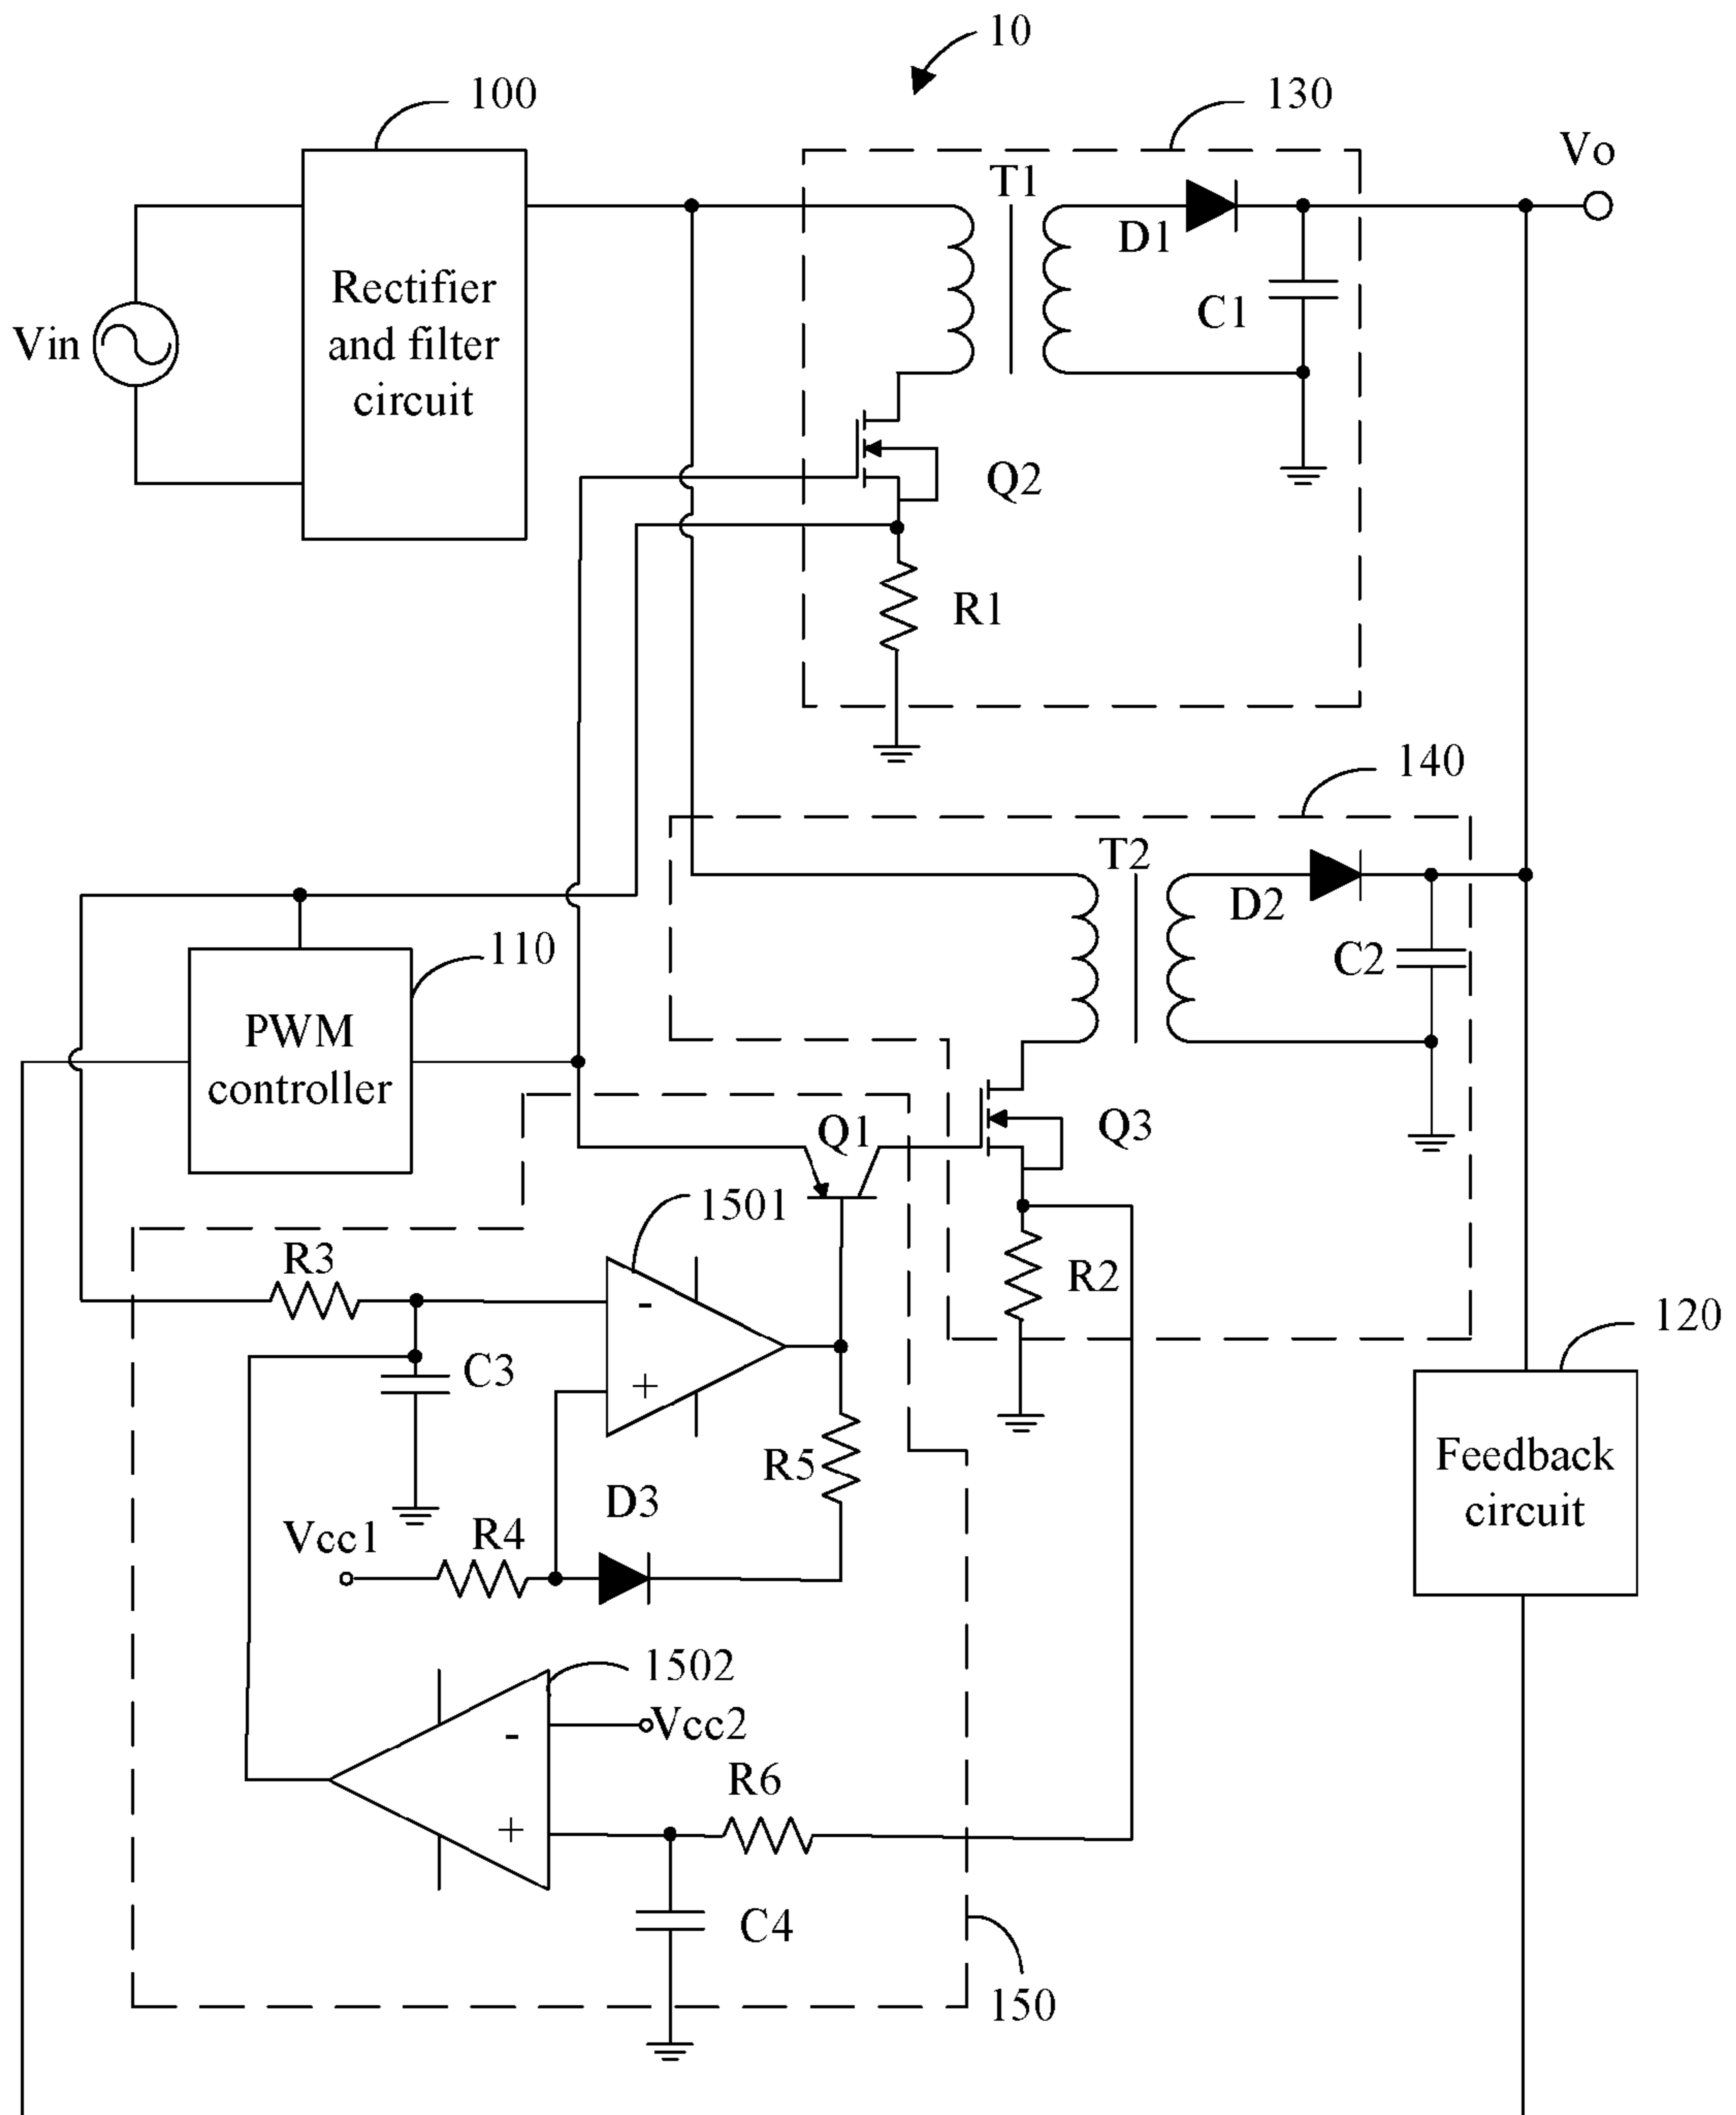 10
100
130
Vo
T1
D1
Rectifier
and filter
circuit
C1
Vin
Q2
R1
140
T2
D2
110
C2
PWM
controller
Q1
Q3
1501
R3
R2
-
120
C3
+
Feedback
circuit
R5
D3
Vcc1
R4
1502
Vcc2
-
R6
+
C4
150